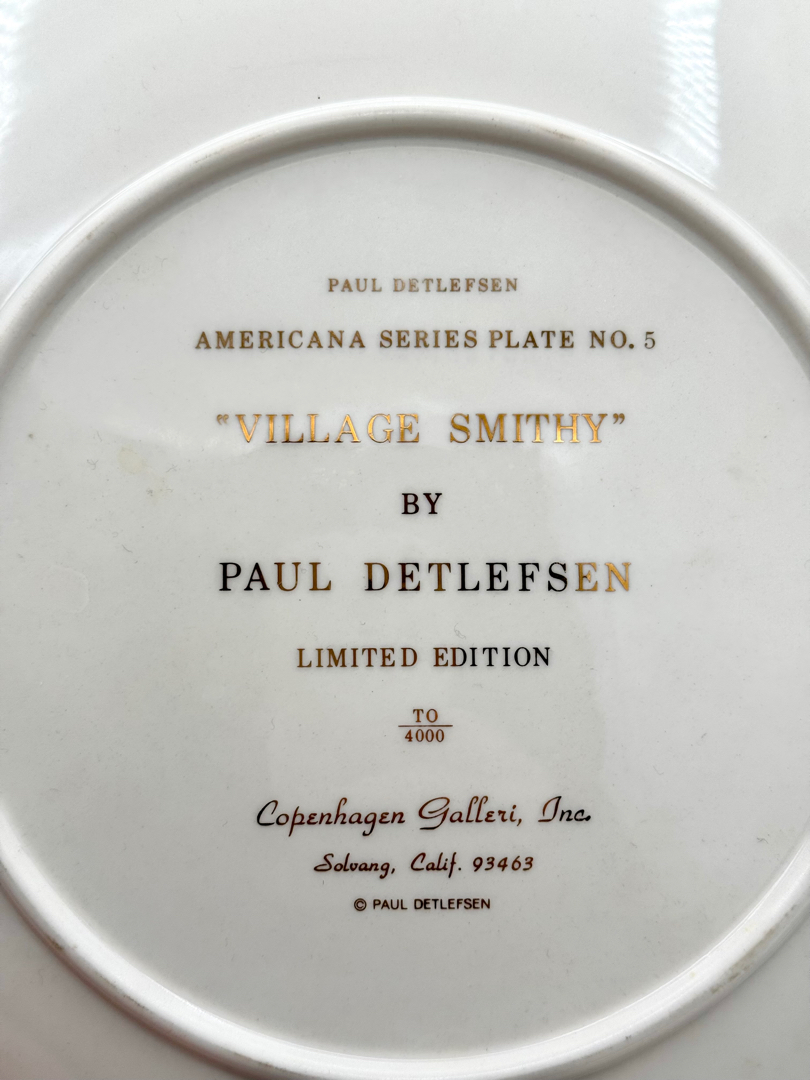 PAUL DETLEFSEN
AMERICANA SERIES PLATE NO. 5
“VILLAGE SMITHY”
BY
PAUL DETLEFSEN
LIMITED EDITION
TO
4000
Copenhagen Galleri, Inc.
Solvang, Calif. 93463
© PAUL DETLEFSEN